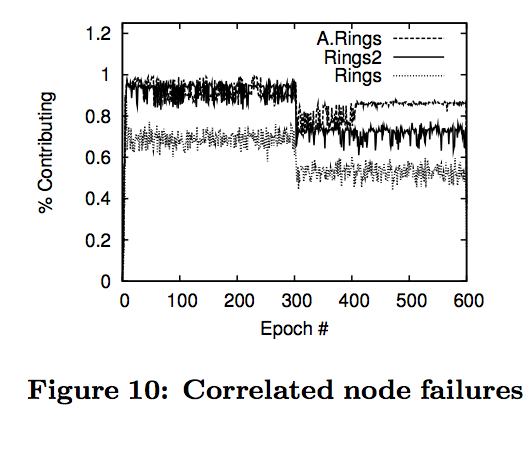 1.2
1
0.8
0.6
0.4
0.2
0
% Contributing
A.Rings
Rings2
Rings
0 100 200 300 400 500 600
Epoch #
Figure 10: Correlated node failures